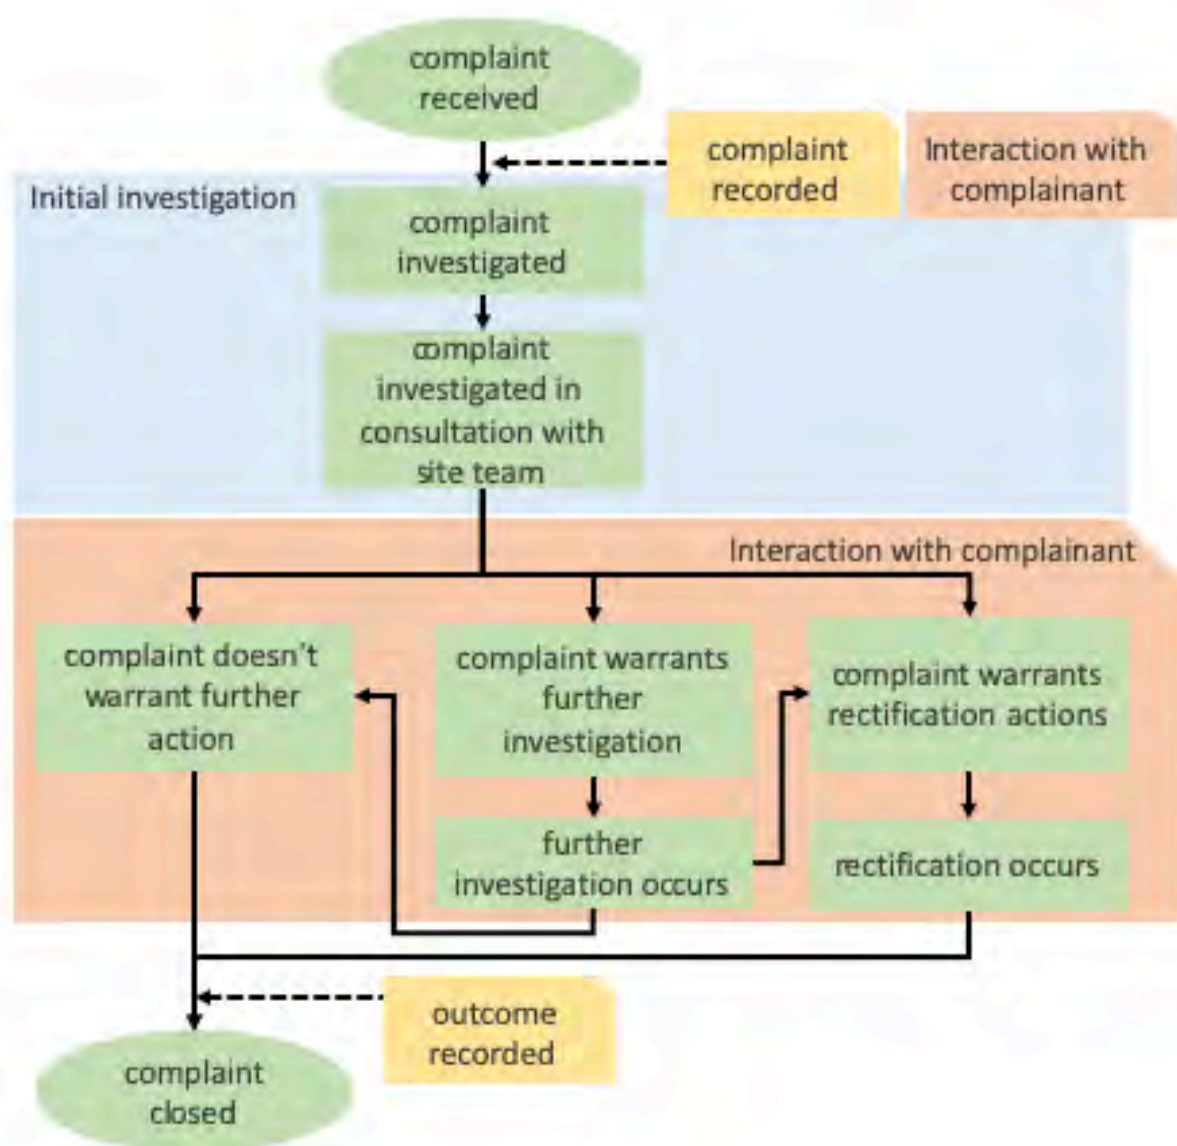 complaint
received
complaint
recorded
Interaction with
complainant
Initial investigation
complaint
investigated
complaint
investigated in
consultation with
site team
Interaction with complainant
complaint doesn't
warrant further
action
complaint warrants
further
investigation
complaint warrants
rectification actions
further
investigation occurs
rectification occurs
outcome
recorded
complaint
closed